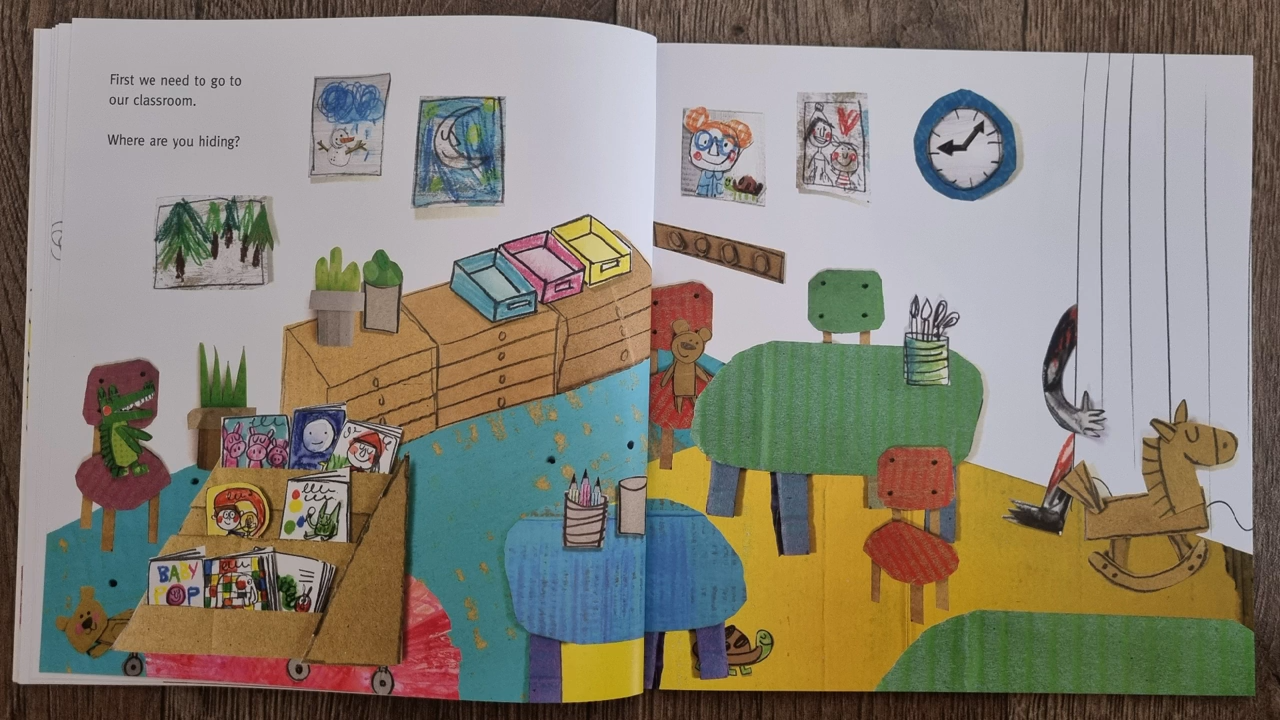 First we need to go to
our classroom.
Where are you hiding?
BABY
POP